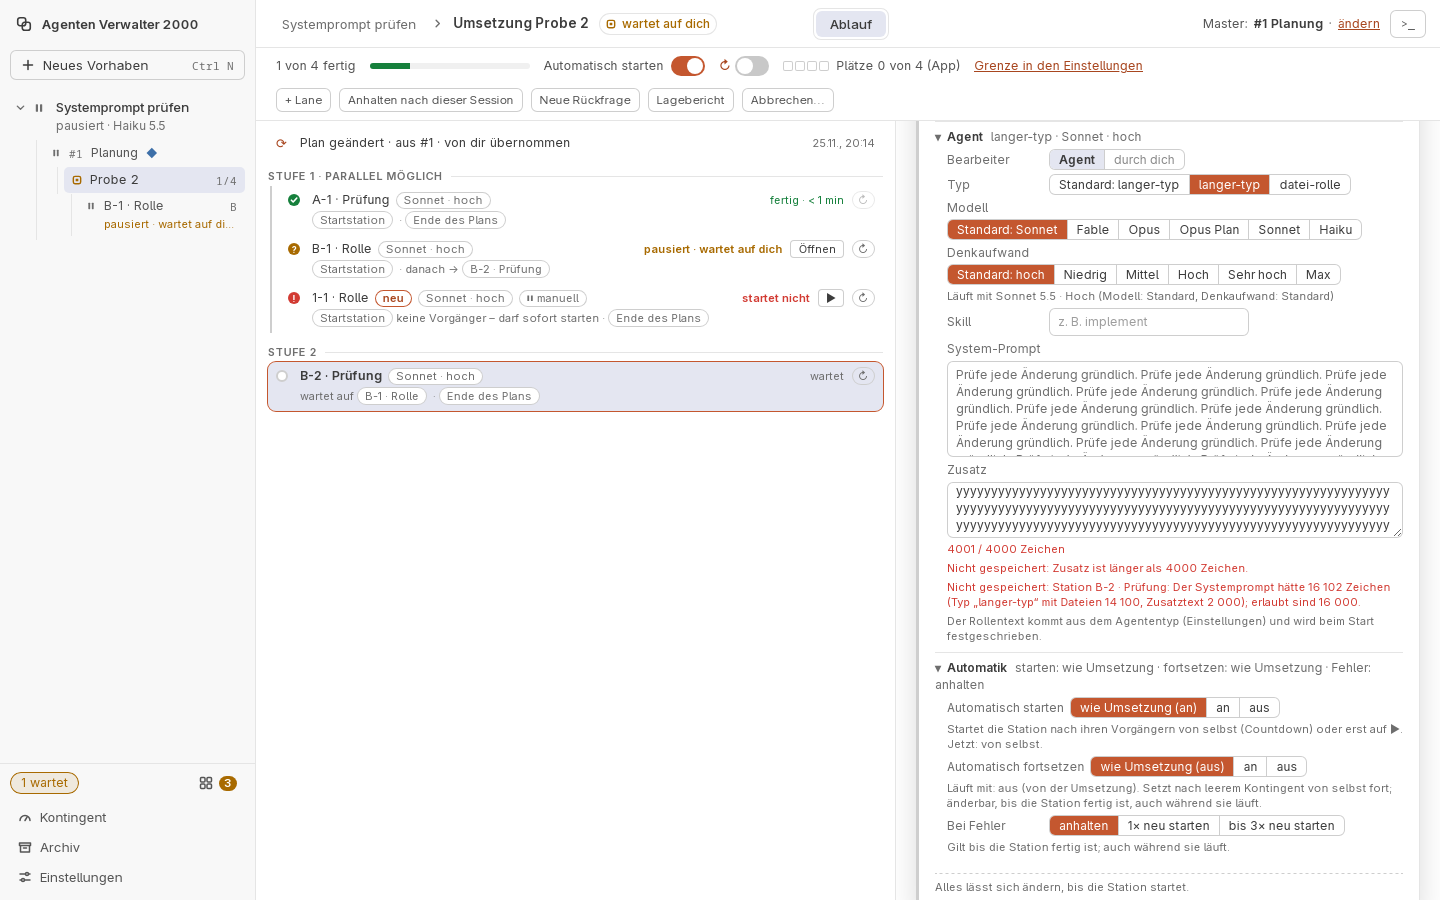 Agenten Verwalter 2000
Neues Vorhaben Ctrl N
Systemprompt prüfen
pausiert · Haiku 5.5
#1 Planung
Probe 2 1/4
B-1 · Rolle B
pausiert · wartet auf di…
1 wartet 3
Kontingent
Archiv
Einstellungen
Systemprompt prüfen > Umsetzung Probe 2 wartet auf dich
Ablauf
Master: #1 Planung · ändern >_
1 von 4 fertig Automatisch starten Plätze 0 von 4 (App) Grenze in den Einstellungen
+ Lane Anhalten nach dieser Session Neue Rückfrage Lagebericht Abbrechen…
Plan geändert · aus #1 · von dir übernommen 25.11., 20:14
STUFE 1 · PARALLEL MÖGLICH
A-1 · Prüfung Sonnet · hoch fertig · < 1 min
Startstation · Ende des Plans
B-1 · Rolle Sonnet · hoch pausiert · wartet auf dich Öffnen
Startstation · danach → B-2 · Prüfung
1-1 · Rolle neu Sonnet · hoch manuell startet nicht
Startstation keine Vorgänger – darf sofort starten · Ende des Plans
STUFE 2
B-2 · Prüfung Sonnet · hoch wartet
wartet auf B-1 · Rolle · Ende des Plans
Agent langer-typ · Sonnet · hoch
Bearbeiter Agent durch dich
Typ Standard: langer-typ langer-typ datei-rolle
Modell
Standard: Sonnet Fable Opus Opus Plan Sonnet Haiku
Denkaufwand
Standard: hoch Niedrig Mittel Hoch Sehr hoch Max
Läuft mit Sonnet 5.5 · Hoch (Modell: Standard, Denkaufwand: Standard)
Skill z. B. implement
System-Prompt
Prüfe jede Änderung gründlich. Prüfe jede Änderung gründlich. Prüfe jede
Änderung gründlich. Prüfe jede Änderung gründlich. Prüfe jede Änderung
gründlich. Prüfe jede Änderung gründlich. Prüfe jede Änderung gründlich.
Prüfe jede Änderung gründlich. Prüfe jede Änderung gründlich. Prüfe jede
Änderung gründlich. Prüfe jede Änderung gründlich. Prüfe jede Änderung
Zusatz
yyyyyyyyyyyyyyyyyyyyyyyyyyyyyyyyyyyyyyyyyyyyyyyyyyyyyyyyyyyyyy
yyyyyyyyyyyyyyyyyyyyyyyyyyyyyyyyyyyyyyyyyyyyyyyyyyyyyyyyyyyyyy
yyyyyyyyyyyyyyyyyyyyyyyyyyyyyyyyyyyyyyyyyyyyyyyyyyyyyyyyyyyyyy
4001 / 4000 Zeichen
Nicht gespeichert: Zusatz ist länger als 4000 Zeichen.
Nicht gespeichert: Station B-2 · Prüfung: Der Systemprompt hätte 16 102 Zeichen
(Typ „langer-typ“ mit Dateien 14 100, Zusatztext 2 000); erlaubt sind 16 000.
Der Rollentext kommt aus dem Agententyp (Einstellungen) und wird beim Start
festgeschrieben.
Automatik starten: wie Umsetzung · fortsetzen: wie Umsetzung · Fehler:
anhalten
Automatisch starten wie Umsetzung (an) an aus
Startet die Station nach ihren Vorgängern von selbst (Countdown) oder erst auf ▶.
Jetzt: von selbst.
Automatisch fortsetzen wie Umsetzung (aus) an aus
Läuft mit: aus (von der Umsetzung). Setzt nach leerem Kontingent von selbst fort;
änderbar, bis die Station fertig ist, auch während sie läuft.
Bei Fehler anhalten 1× neu starten bis 3× neu starten
Gilt bis die Station fertig ist; auch während sie läuft.
Alles lässt sich ändern, bis die Station startet.